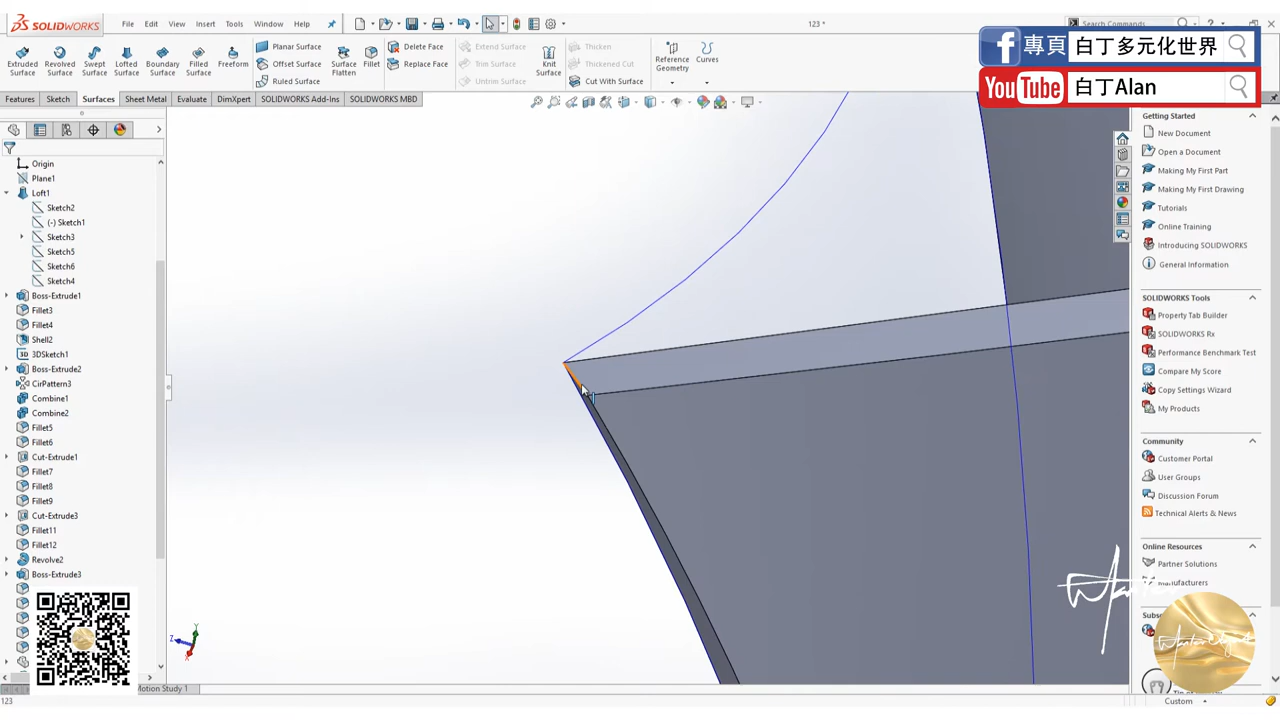 SOLIDWORKS
File Edit View Insert Tools Window Help
123 *
Search Commands
Extruded Surface
Revolved Surface
Swept Surface
Lofted Surface
Boundary Surface
Filled Surface
Freeform
Planar Surface
Offset Surface
Ruled Surface
Surface Flatten
Fillet
Delete Face
Replace Face
Extend Surface
Trim Surface
Untrim Surface
Knit Surface
Thicken
Thickened Cut
Cut With Surface
Reference Geometry
Curves
f 專頁 白丁多元化世界
YouTube 白丁Alan
Features Sketch Surfaces Sheet Metal Evaluate DimXpert SOLIDWORKS Add-Ins SOLIDWORKS MBD
Origin
Plane1
Loft1
Sketch2
(-) Sketch1
Sketch3
Sketch5
Sketch6
Sketch4
Boss-Extrude1
Fillet3
Fillet4
Shell2
3D 3DSketch1
Boss-Extrude2
CirPattern3
Combine1
Combine2
Fillet5
Fillet6
Cut-Extrude1
Fillet7
Fillet8
Fillet9
Cut-Extrude3
Fillet11
Fillet12
Revolve2
Boss-Extrude3
Y
Z
X
Motion Study 1
123
Getting Started
New Document
Open a Document
Making My First Part
Making My First Drawing
Tutorials
Online Training
Introducing SOLIDWORKS
General Information
SOLIDWORKS Tools
Property Tab Builder
SOLIDWORKS Rx
Performance Benchmark Test
Compare My Score
Copy Settings Wizard
My Products
Community
Customer Portal
User Groups
Discussion Forum
Technical Alerts & News
Online Resources
Partner Solutions
Manufacturers
Custom